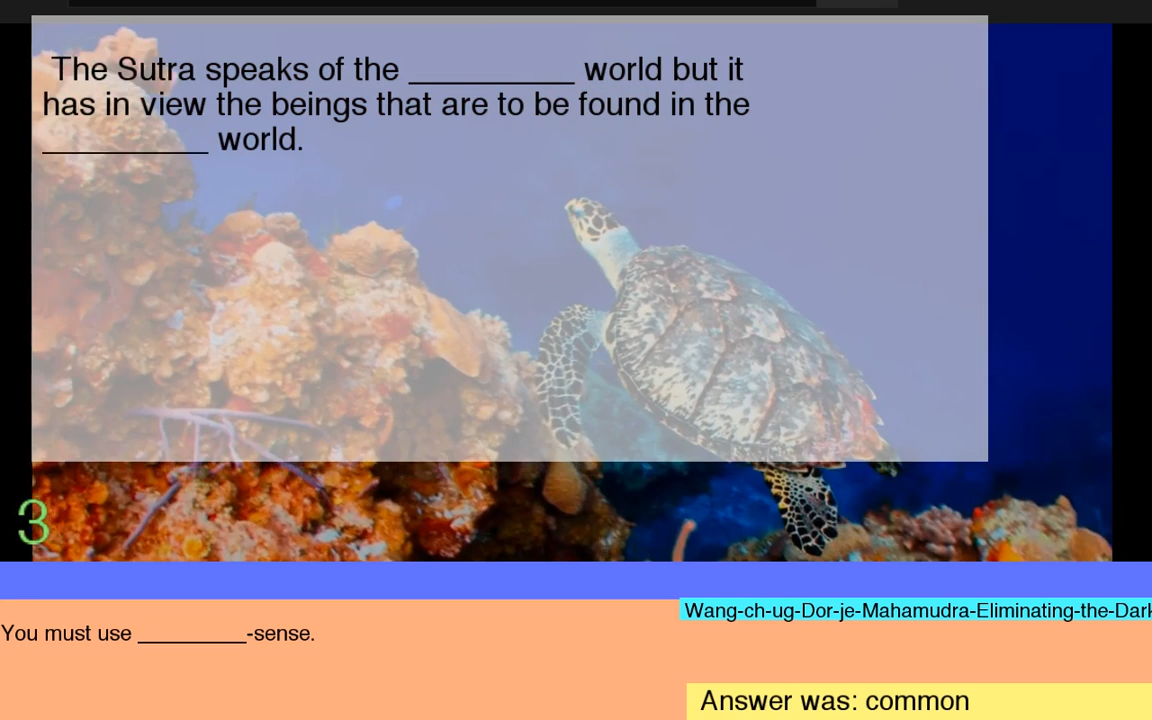 The Sutra speaks of the __________ world but it
has in view the beings that are to be found in the
__________ world.
3
Wang-ch-ug-Dor-je-Mahamudra-Eliminating-the-Dark
You must use __________-sense.
Answer was: common